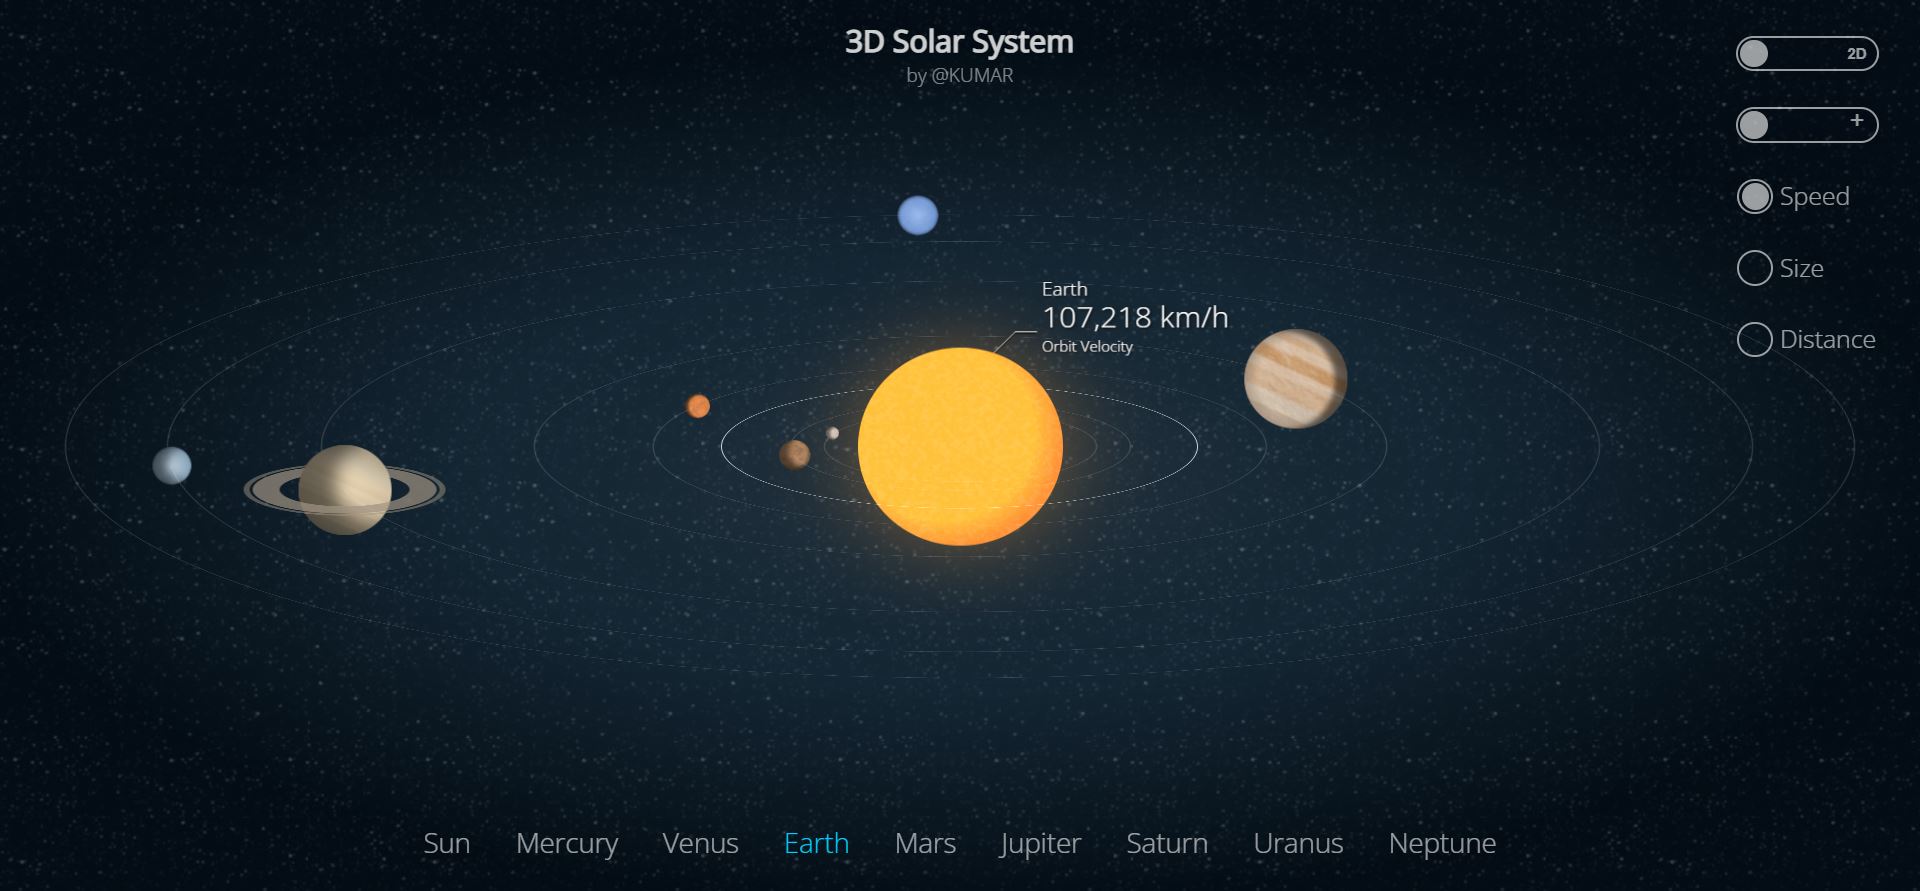 3D Solar System
by @KUMAR
2D
+
Speed
Size
Distance
Earth
107,218 km/h
Orbit Velocity
Sun Mercury Venus Earth Mars Jupiter Saturn Uranus Neptune